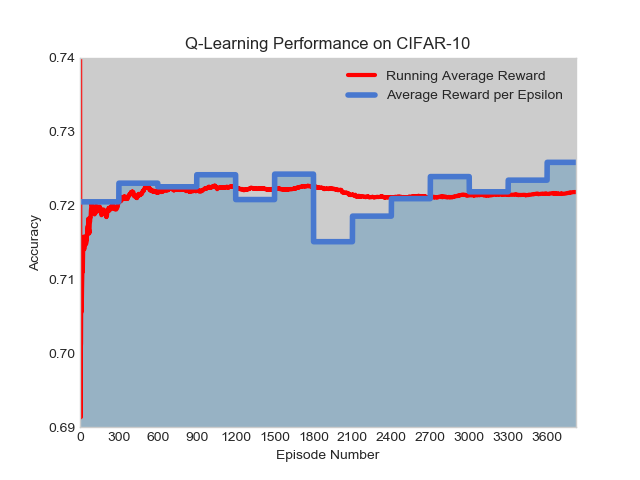 Q-Learning Performance on CIFAR-10
0.74
0.73
0.72
0.71
0.70
0.69
Accuracy
Running Average Reward
Average Reward per Epsilon
0 300 600 900 1200 1500 1800 2100 2400 2700 3000 3300 3600
Episode Number